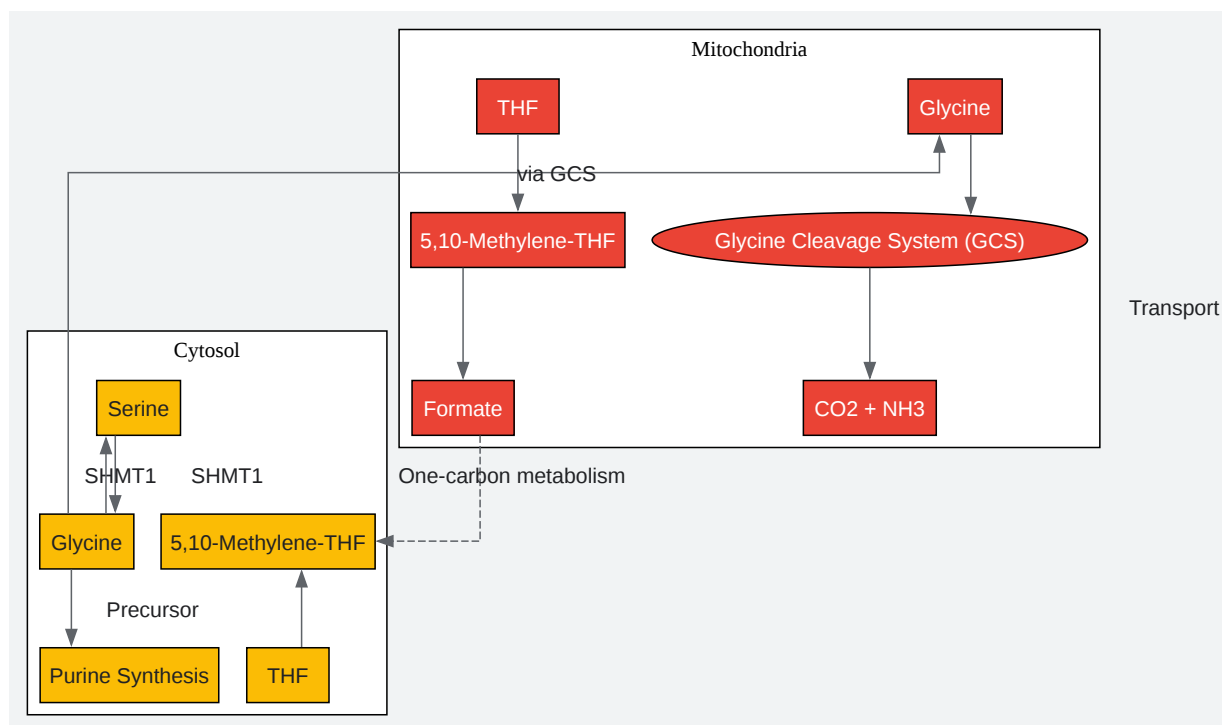 Mitochondria
THF
Glycine
via GCS
5,10-Methylene-THF
Glycine Cleavage System (GCS)
Transport
Cytosol
Serine
Formate
CO2 + NH3
SHMT1
SHMT1
One-carbon metabolism
Glycine
5,10-Methylene-THF
Precursor
Purine Synthesis
THF